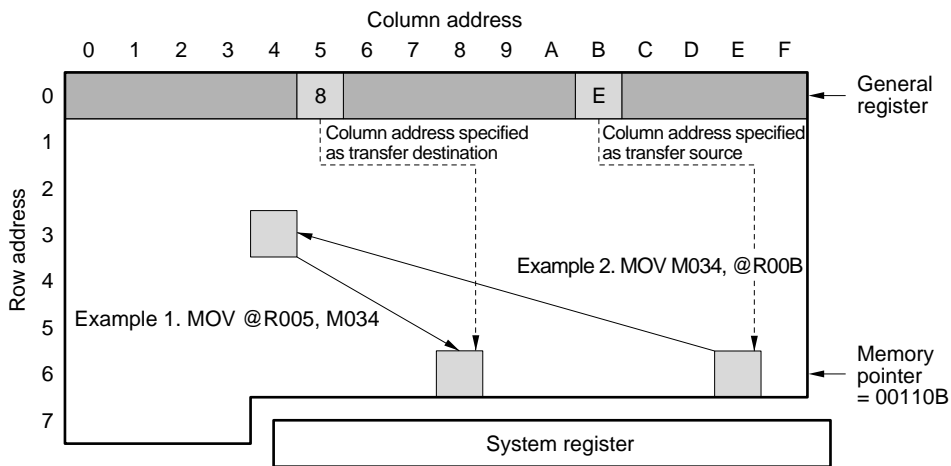 Column address
0 1 2 3 4 5 6 7 8 9 A B C D E F
0 8 E
General
register
1
Column address specified
as transfer destination
Column address specified
as transfer source
2
Row address
3
Example 2. MOV M034, @R00B
4
Example 1. MOV @R005, M034
5
6
Memory
pointer
= 00110B
7
System register